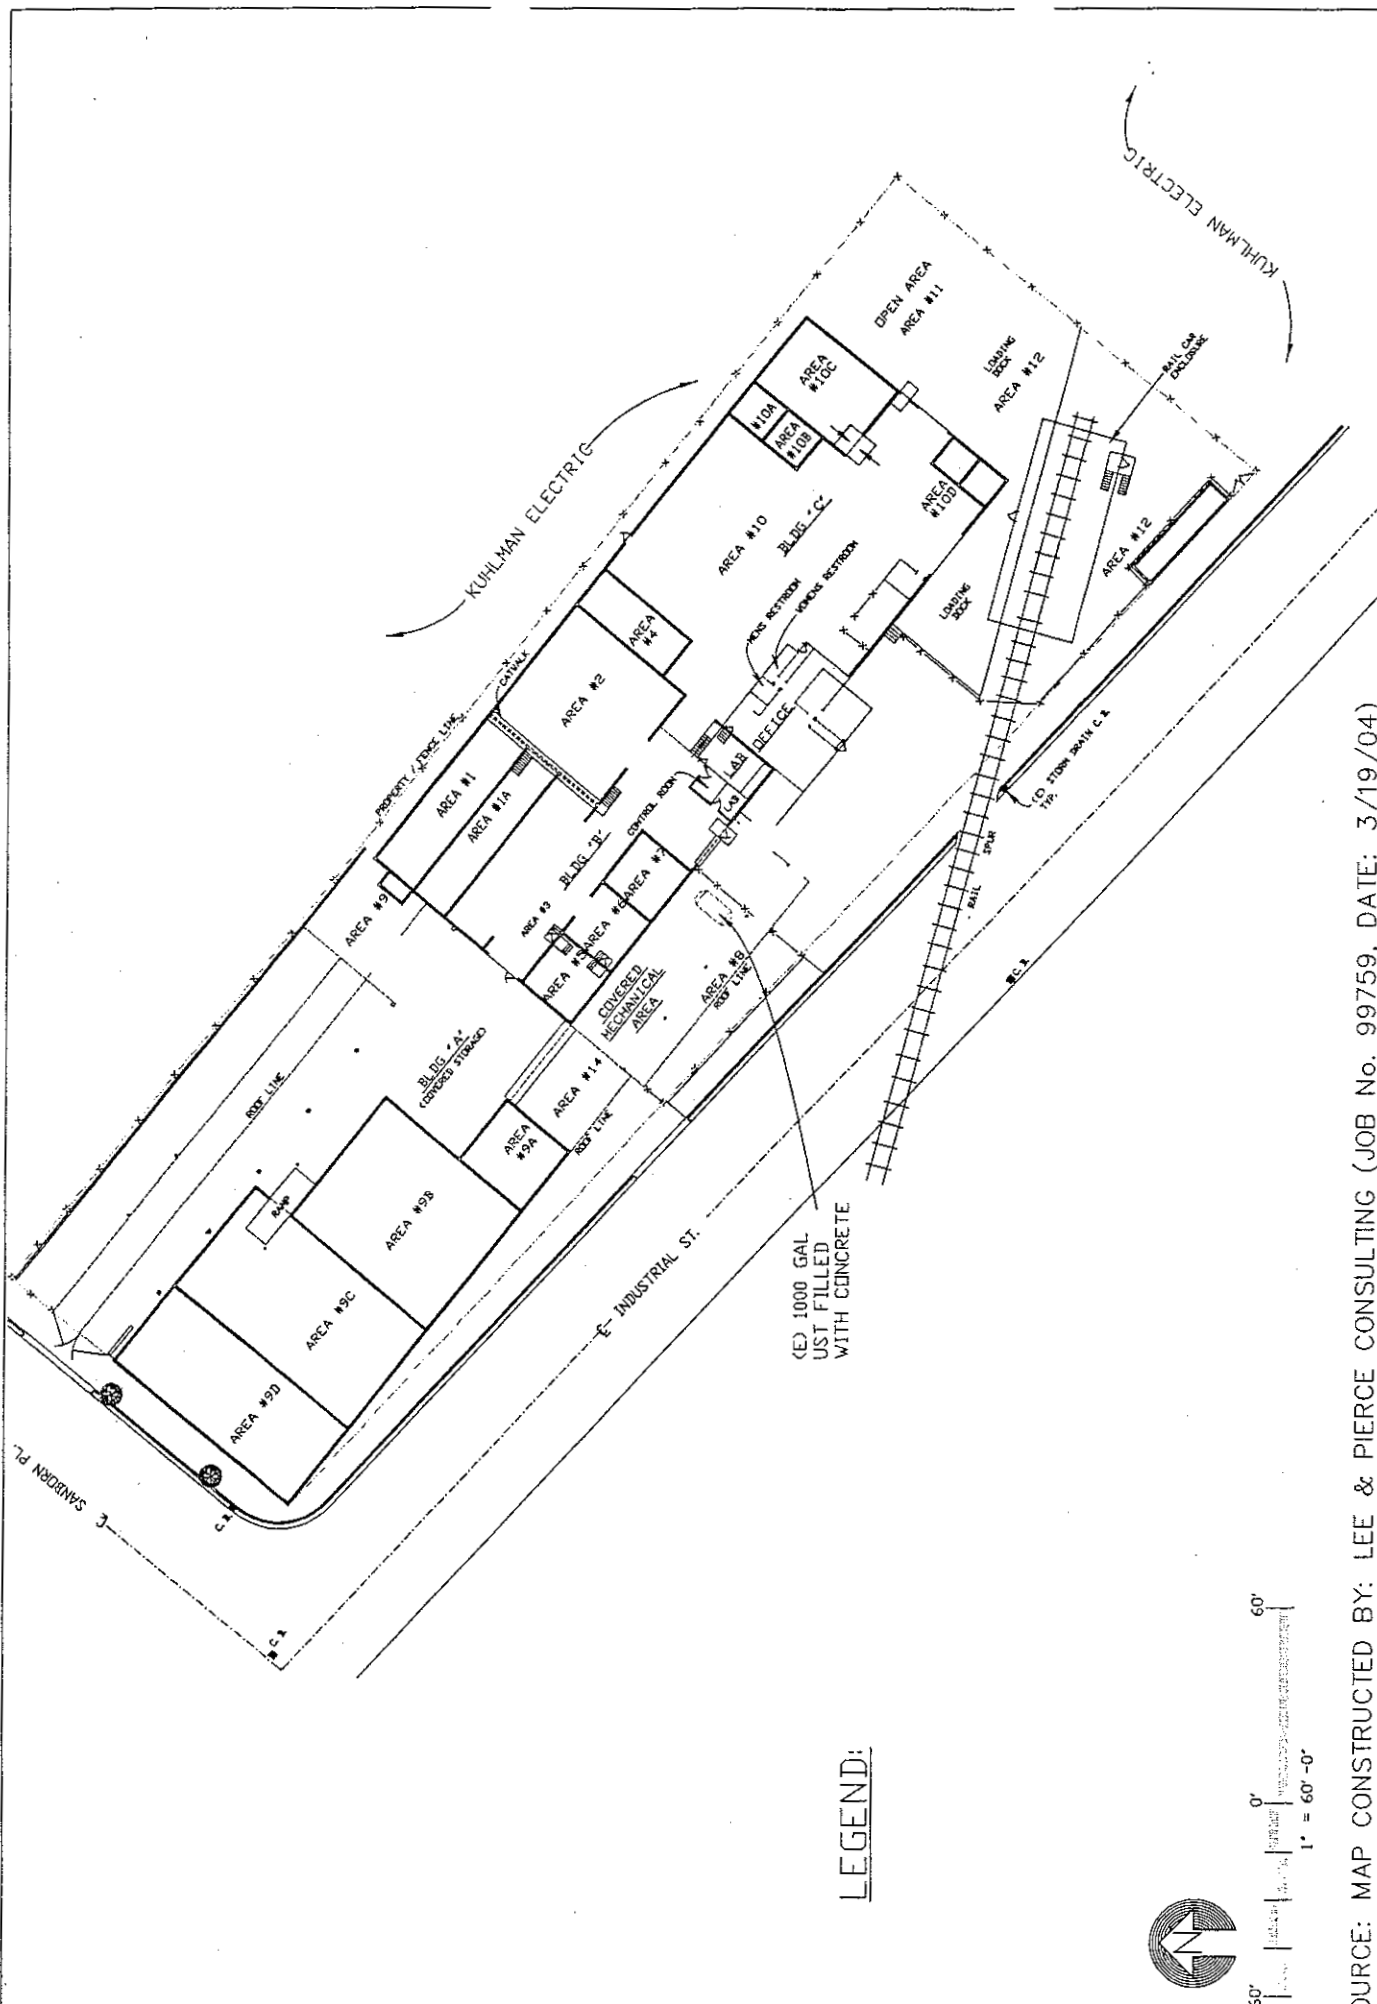 KUHLMAN ELECTRIC
KUHLMAN ELECTRIC
OPEN AREA
AREA #11
LOADING
DOCK
AREA #12
RAIL CAR
ENCLOSURE
AREA
#10C
#10A
AREA
#10B
AREA
#10D
AREA #10
BLDG 'C'
AREA #12
LOADING
DOCK
MENS RESTROOM
WOMENS RESTROOM
AREA
#4
AREA #2
CATWALK
PROPERTY / FENCE LINE
AREA #1
AREA #1A
OFFICE
LAB
LAB
CONTROL ROOM
BLDG 'B'
AREA #3
AREA #7
AREA #6
AREA #5
AREA #9
COVERED
MECHANICAL
AREA
AREA #8
ROOF LINE
(E) STORM DRAIN C.B.
TYP.
RAIL SPUR
C.B.
BLDG 'A'
(COVERED STORAGE)
ROOF LINE
AREA #14
ROOF LINE
AREA
#9A
RAMP
AREA #9B
AREA #9C
AREA #9D
INDUSTRIAL ST.
SANBORN PL.
C.B.
C.B.
(E) 1000 GAL
UST FILLED
WITH CONCRETE
LEGEND:
N
60'
0'
60'
1" = 60'-0"
OURCE: MAP CONSTRUCTED BY: LEE & PIERCE CONSULTING (JOB No. 99759, DATE: 3/19/04)